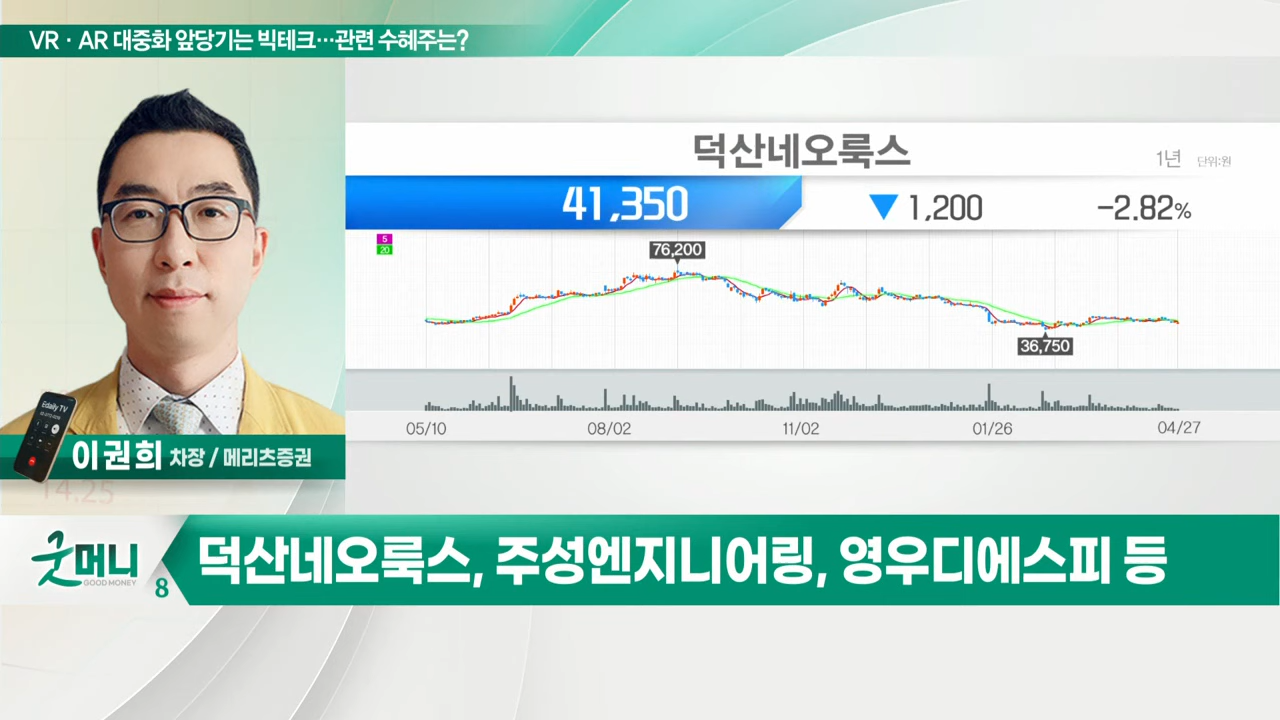 VR · AR 대중화 앞당기는 빅테크…관련 수혜주는?
덕산네오룩스
1년 단위:원
41,350 ▼ 1,200 -2.82%
5
20
76,200
36,750
05/10 08/02 11/02 01/26 04/27
Edaily TV
이권희 차장 / 메리츠증권
14.25
굿머니
GOOD MONEY
8
덕산네오룩스, 주성엔지니어링, 영우디에스피 등